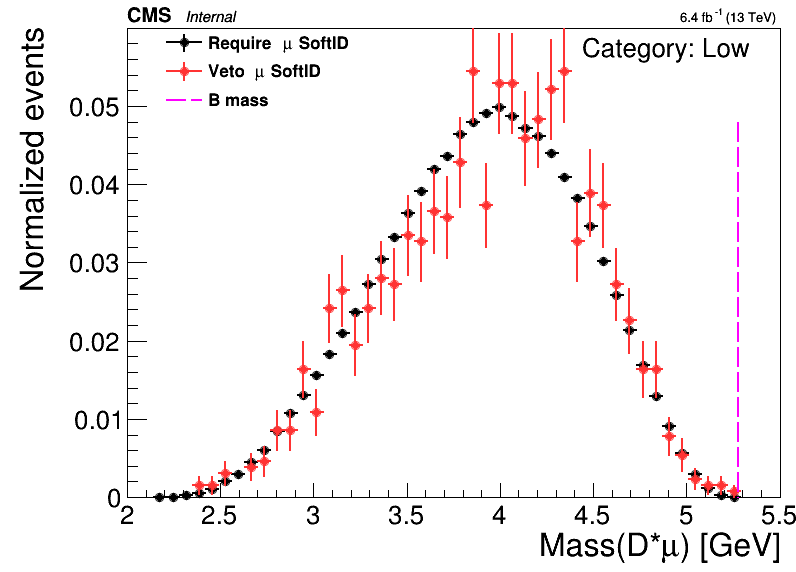 CMS Internal 6.4 fb⁻¹ (13 TeV)
Require μ SoftID
Veto μ SoftID
B mass
Category: Low
Normalized events
0.05
0.04
0.03
0.02
0.01
0
2 2.5 3 3.5 4 4.5 5 5.5
Mass(D*μ) [GeV]